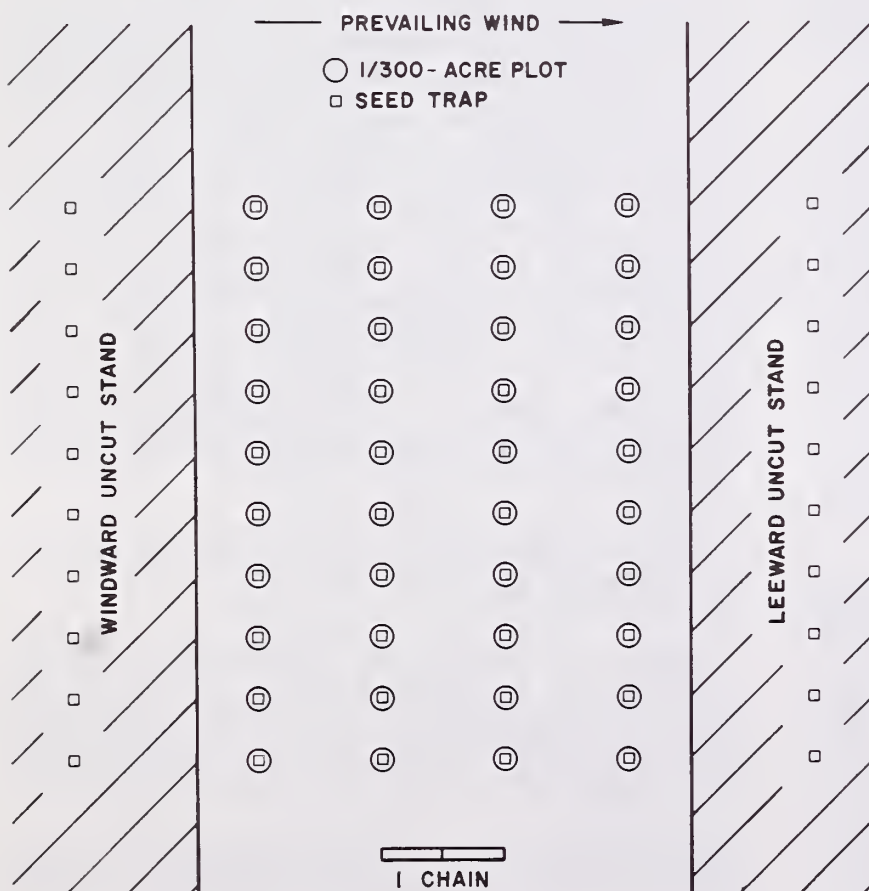 PREVAILING WIND
1/300-ACRE PLOT
SEED TRAP
WINDWARD UNCUT STAND
LEEWARD UNCUT STAND
1 CHAIN